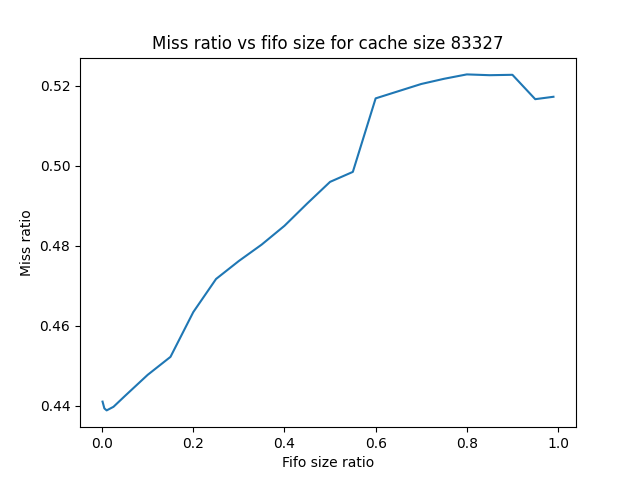 Miss ratio vs fifo size for cache size 83327
0.52
0.50
0.48
0.46
0.44
Miss ratio
0.0 0.2 0.4 0.6 0.8 1.0
Fifo size ratio